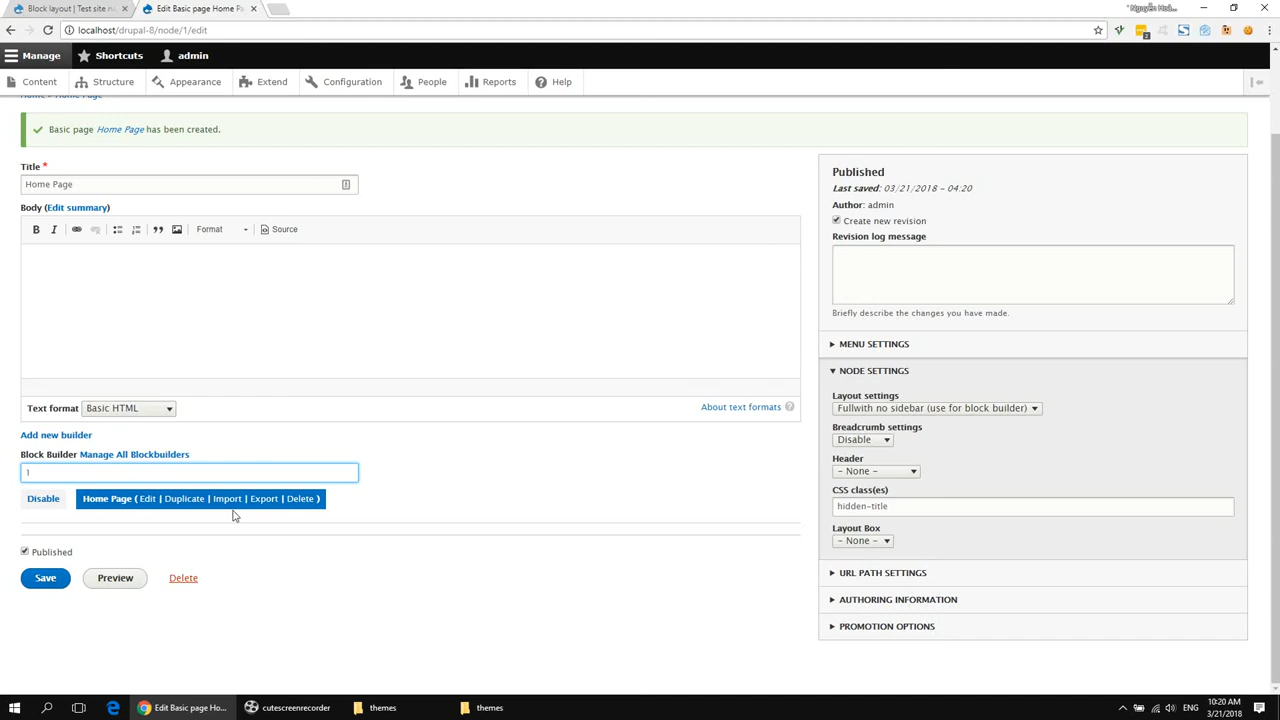 Block layout | Test site n
Edit Basic page Home P
localhost/drupal-8/node/1/edit
2
Manage
Shortcuts
admin
Content
Structure
Appearance
Extend
Configuration
People
Reports
Help
Home » Home Page
Basic page Home Page has been created.
Title *
Home Page
Body (Edit summary)
B I Format Source
Text format Basic HTML
About text formats ?
Add new builder
Block Builder Manage All Blockbuilders
1
Disable
Home Page ( Edit | Duplicate | Import | Export | Delete )
Published
Save
Preview
Delete
Published
Last saved: 03/21/2018 - 04:20
Author: admin
Create new revision
Revision log message
Briefly describe the changes you have made.
MENU SETTINGS
NODE SETTINGS
Layout settings
Fullwith no sidebar (use for block builder)
Breadcrumb settings
Disable
Header
- None -
CSS class(es)
hidden-title
Layout Box
- None -
URL PATH SETTINGS
AUTHORING INFORMATION
PROMOTION OPTIONS
Edit Basic page Ho...
cutescreenrecorder
themes
themes
ENG
10:20 AM
3/21/2018